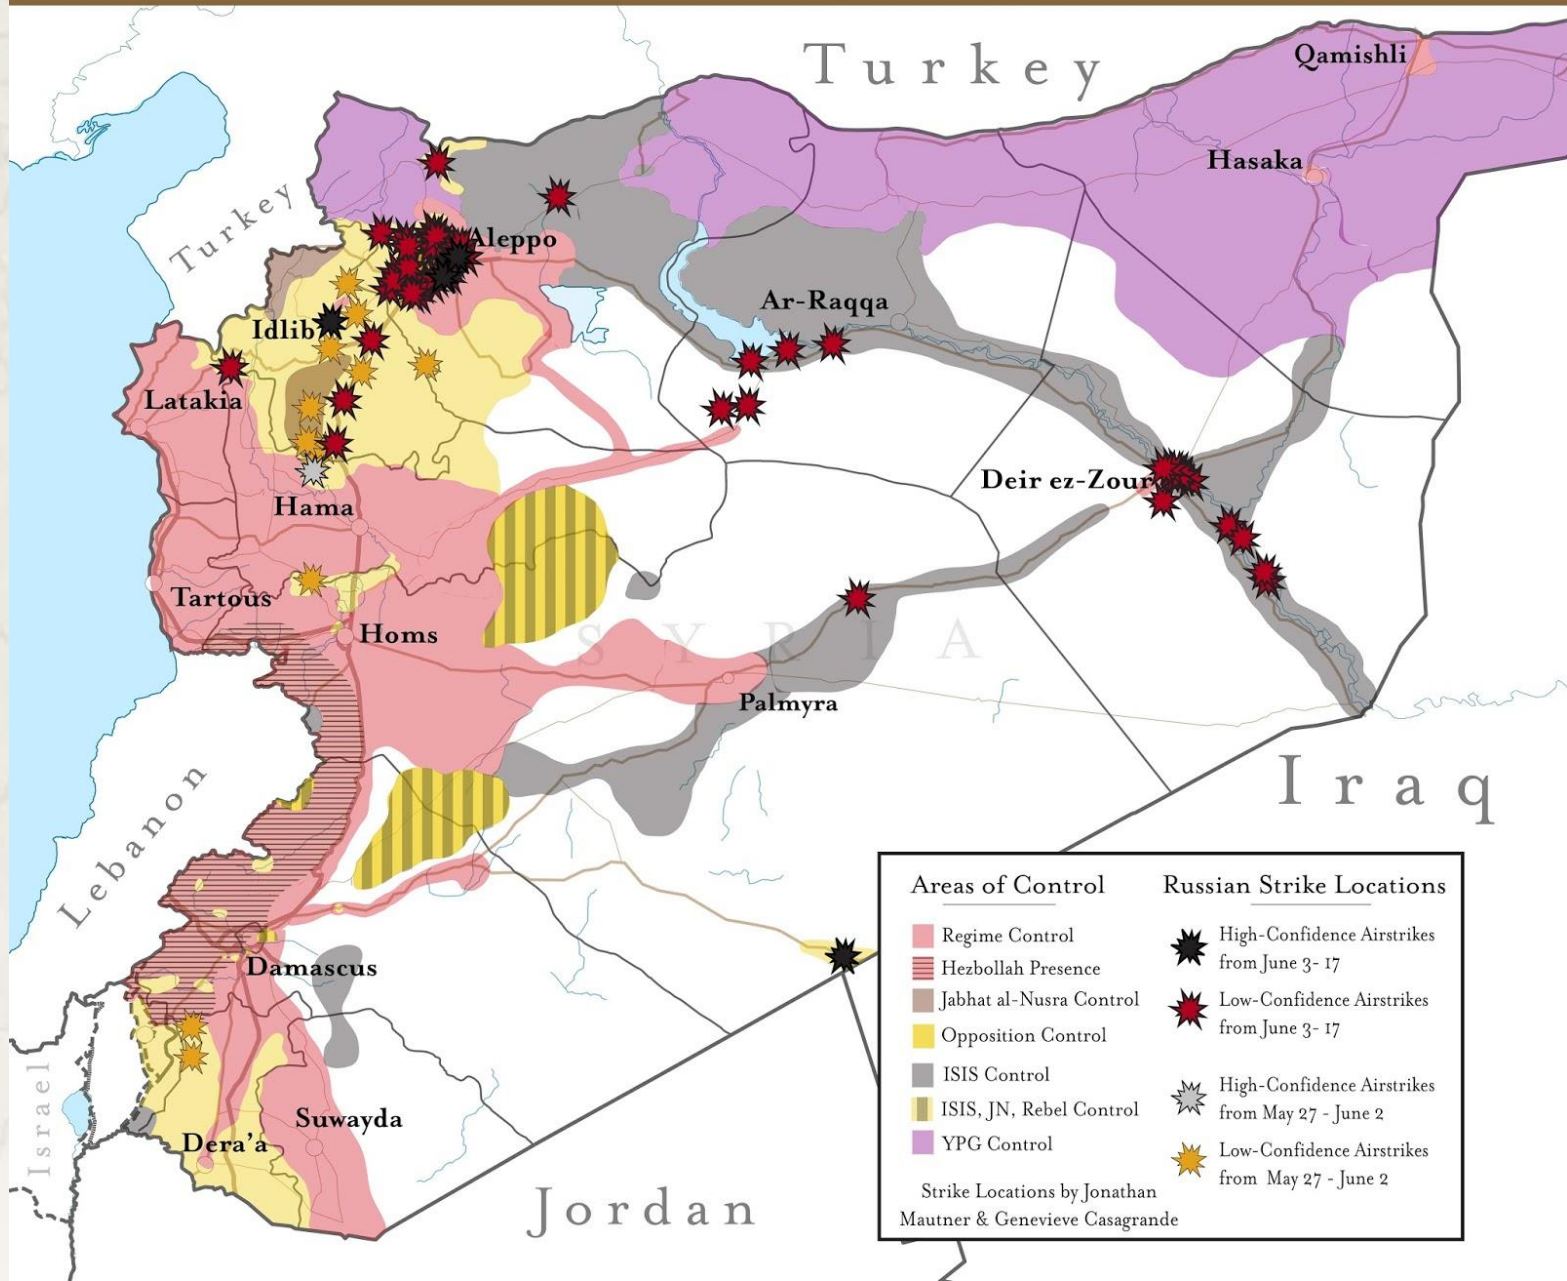 Turkey
Qamishli
Hasaka
Turkey
Aleppo
Ar-Raqqa
Idlib
Latakia
Deir ez-Zour
Hama
Tartous
Homs
SYRIA
Palmyra
Iraq
Lebanon
Damascus
Israel
Suwayda
Dera'a
Jordan
Areas of Control
Regime Control
Hezbollah Presence
Jabhat al-Nusra Control
Opposition Control
ISIS Control
ISIS, JN, Rebel Control
YPG Control
Strike Locations by Jonathan
Mautner & Genevieve Casagrande
Russian Strike Locations
High-Confidence Airstrikes
from June 3- 17
Low-Confidence Airstrikes
from June 3- 17
High-Confidence Airstrikes
from May 27 - June 2
Low-Confidence Airstrikes
from May 27 - June 2